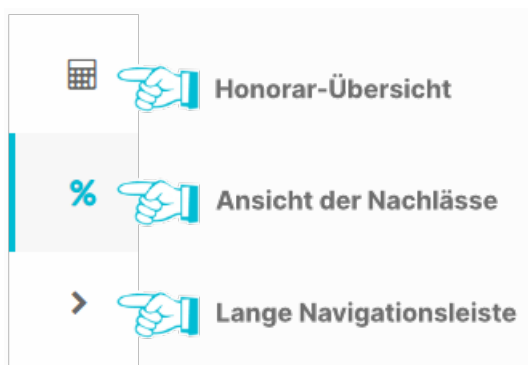 Honorar-Übersicht
% Ansicht der Nachlässe
Lange Navigationsleiste